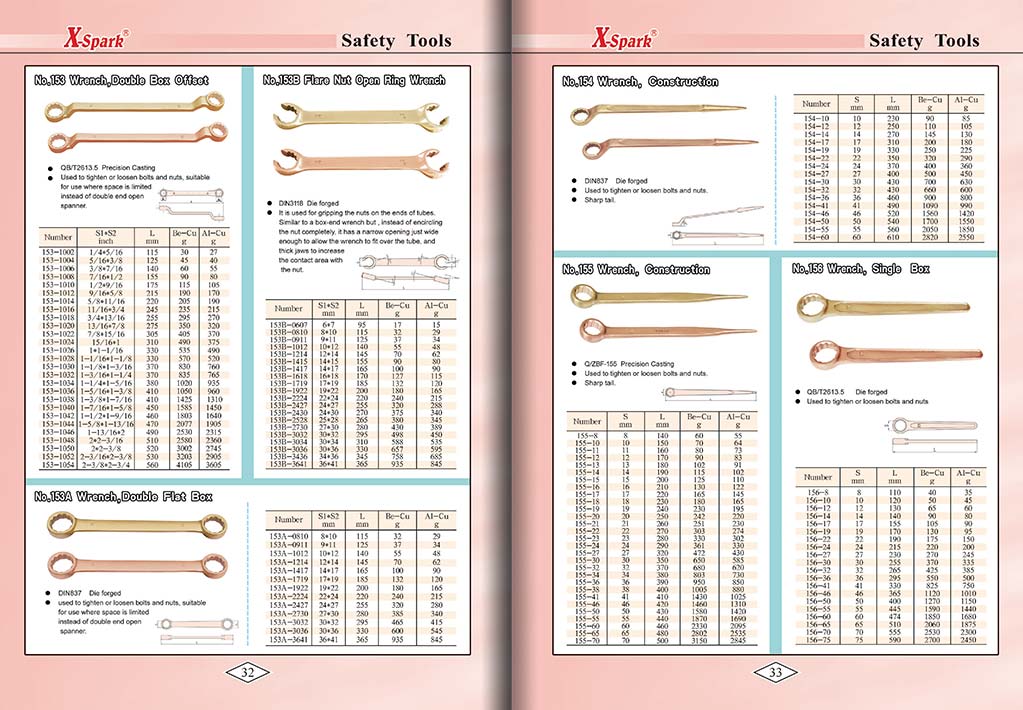 X-Spark®
Safety Tools
No,153 Wrench,Double Box Offset
QB/T2613.5 Precision Casting
Used to tighten or loosen bolts and nuts, suitable
for use where space is limited
instead of double end open
spanner.
Number S1*S2 inch L mm Be-Cu g Al-Cu g
153-1002 1/4*5/16 115 30 27
153-1004 5/16*3/8 125 45 40
153-1006 3/8*7/16 140 60 55
153-1008 7/16*1/2 155 90 80
153-1010 1/2*9/16 175 115 105
153-1012 9/16*5/8 215 190 170
153-1014 5/8*11/16 220 205 190
153-1016 11/16*3/4 245 235 215
153-1018 3/4*13/16 255 295 270
153-1020 13/16*7/8 275 350 320
153-1022 7/8*15/16 305 405 370
153-1024 15/16*1 310 490 375
153-1026 1*1-1/16 330 535 490
153-1028 1-1/16*1-1/8 330 570 520
153-1030 1-1/8*1-3/16 370 830 760
153-1032 1-3/16*1-1/4 370 835 765
153-1034 1-1/4*1-5/16 380 1020 935
153-1036 1-5/16*1-3/8 410 1050 960
153-1038 1-3/8*1-7/16 410 1425 1310
153-1040 1-7/16*1-5/8 450 1585 1450
153-1042 1-1/2*1-9/16 460 1803 1640
153-1044 1-5/8*1-13/16 470 2077 1905
153-1046 1-13/16*2 490 2530 2315
153-1048 2*2-3/16 510 2580 2360
153-1050 2*2-3/8 520 3002 2745
153-1052 2-3/16*2-3/8 530 3203 2905
153-1054 2-3/8*2-3/4 560 4105 3605
No,153B Flare Nut Open Ring Wrench
DIN3118 Die forged
It is used for gripping the nuts on the ends of tubes.
Similar to a box-end wrench but , instead of enoircling
the nut completely, it has a narrow opening just wide
enough to allow the wrench to fit over the tube, and
thick jaws to increase
the contact area with
the nut.
Number S1*S2 mm L mm Be-Cu g Al-Cu g
153B-0607 6*7 95 17 15
153B-0810 8*10 115 32 29
153B-0911 9*11 125 37 34
153B-1012 10*12 140 55 48
153B-1214 12*14 145 70 62
153B-1415 14*15 155 90 80
153B-1417 14*17 165 100 90
153B-1618 16*18 170 127 115
153B-1719 17*19 185 132 120
153B-1922 19*22 200 180 165
153B-2224 22*24 220 240 215
153B-2427 24*27 255 320 288
153B-2430 24*30 270 375 340
153B-2528 25*28 265 380 345
153B-2730 27*30 280 430 389
153B-3032 30*32 295 498 450
153B-3034 30*34 310 588 535
153B-3036 30*36 330 657 595
153B-3436 34*36 345 758 685
153B-3641 36*41 365 935 845
No,153A Wrench,Double Flat Box
DIN837 Die forged
used to tighten or loosen bolts and nuts, suitable
for use where space is limited
instead of double end open
spanner.
Number S1*S2 mm L mm Be-Cu g Al-Cu g
153A-0810 8*10 115 32 29
153A-0911 9*11 125 37 34
153A-1012 10*12 140 55 48
153A-1214 12*14 145 70 62
153A-1417 14*17 165 100 90
153A-1719 17*19 185 132 120
153A-1922 19*22 200 180 165
153A-2224 22*24 220 240 215
153A-2427 24*27 255 320 280
153A-2730 27*30 280 385 340
153A-3032 30*32 295 465 415
153A-3036 30*36 330 600 545
153A-3641 36*41 365 935 845
32
X-Spark®
Safety Tools
No,154 Wrench, Construction
DIN837 Die forged
Used to tighten or loosen bolts and nuts.
Sharp tall.
Number S mm L mm Be-Cu g Al-Cu g
154-10 10 230 90 85
154-12 12 250 110 105
154-14 14 270 145 130
154-17 17 310 200 180
154-19 19 330 250 225
154-22 22 350 320 290
154-24 24 370 400 360
154-27 27 400 500 450
154-30 30 430 700 630
154-32 32 430 660 600
154-36 36 460 900 800
154-41 41 490 1090 990
154-46 46 520 1560 1420
154-50 50 540 1700 1550
154-55 55 560 2050 1850
154-60 60 610 2820 2550
No,155 Wrench, Construction
Q/ZBF-155 Precision Casting
Used to tighten or loosen bolts and nuts.
Sharp tall.
Number S mm L mm Be-Cu g Al-Cu g
155-8 8 140 60 55
155-10 10 150 70 64
155-11 11 160 80 73
155-12 12 170 90 83
155-13 13 180 102 91
155-14 14 190 115 102
155-15 15 200 125 110
155-16 16 210 130 122
155-17 17 220 165 145
155-18 18 230 180 165
155-19 19 240 230 195
155-20 20 250 242 220
155-21 21 260 251 230
155-22 22 270 303 274
155-23 23 280 330 302
155-24 24 290 361 330
155-27 27 320 472 430
155-30 30 350 650 585
155-32 32 370 680 620
155-34 34 380 803 730
155-36 36 390 950 850
155-38 38 400 1005 880
155-41 41 410 1430 1025
155-46 46 420 1460 1310
155-50 50 430 1580 1420
155-55 55 440 1870 1690
155-60 60 460 2330 2095
155-65 65 480 2802 2535
155-70 70 500 3150 2845
No,156 Wrench, Single Box
QB/T2613.5 Die forged
Used to tighten or loosen bolts and nuts
Number S mm L mm Be-Cu g Al-Cu g
156-8 8 110 40 35
156-10 10 120 50 45
156-12 12 130 65 60
156-14 14 140 90 80
156-17 17 155 105 90
156-19 19 170 130 95
156-22 22 190 175 150
156-24 24 215 220 200
156-27 27 230 270 245
156-30 30 255 370 335
156-32 32 265 425 385
156-36 36 295 550 500
156-41 41 330 825 750
156-46 46 365 1120 1010
156-50 50 400 1270 1150
156-55 55 445 1590 1440
156-60 60 474 1850 1680
156-65 65 510 2060 1875
156-70 70 555 2530 2300
156-75 75 590 2700 2450
33